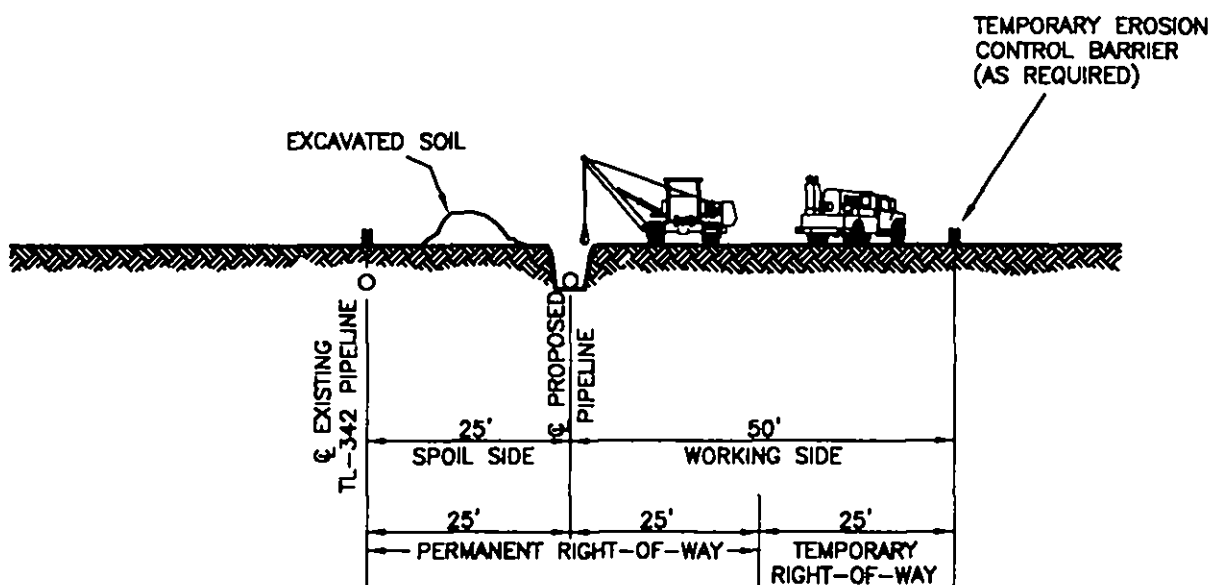 TEMPORARY EROSION
CONTROL BARRIER
(AS REQUIRED)
EXCAVATED SOIL
℄ EXISTING
TL-342 PIPELINE
℄ PROPOSED
PIPELINE
25'
SPOIL SIDE
50'
WORKING SIDE
25'
25'
25'
PERMANENT RIGHT-OF-WAY
TEMPORARY
RIGHT-OF-WAY